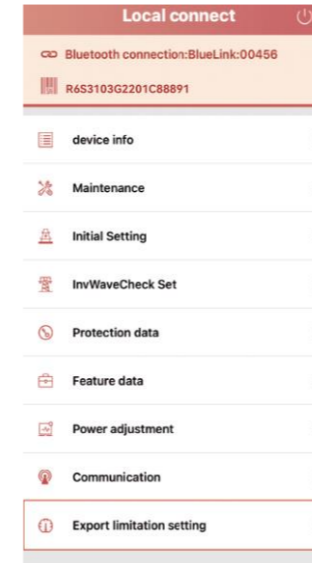 Local connect
Bluetooth connection:BlueLink:00456
R6S3103G2201C88891
device info
Maintenance
Initial Setting
InvWaveCheck Set
Protection data
Feature data
Power adjustment
Communication
Export limitation setting